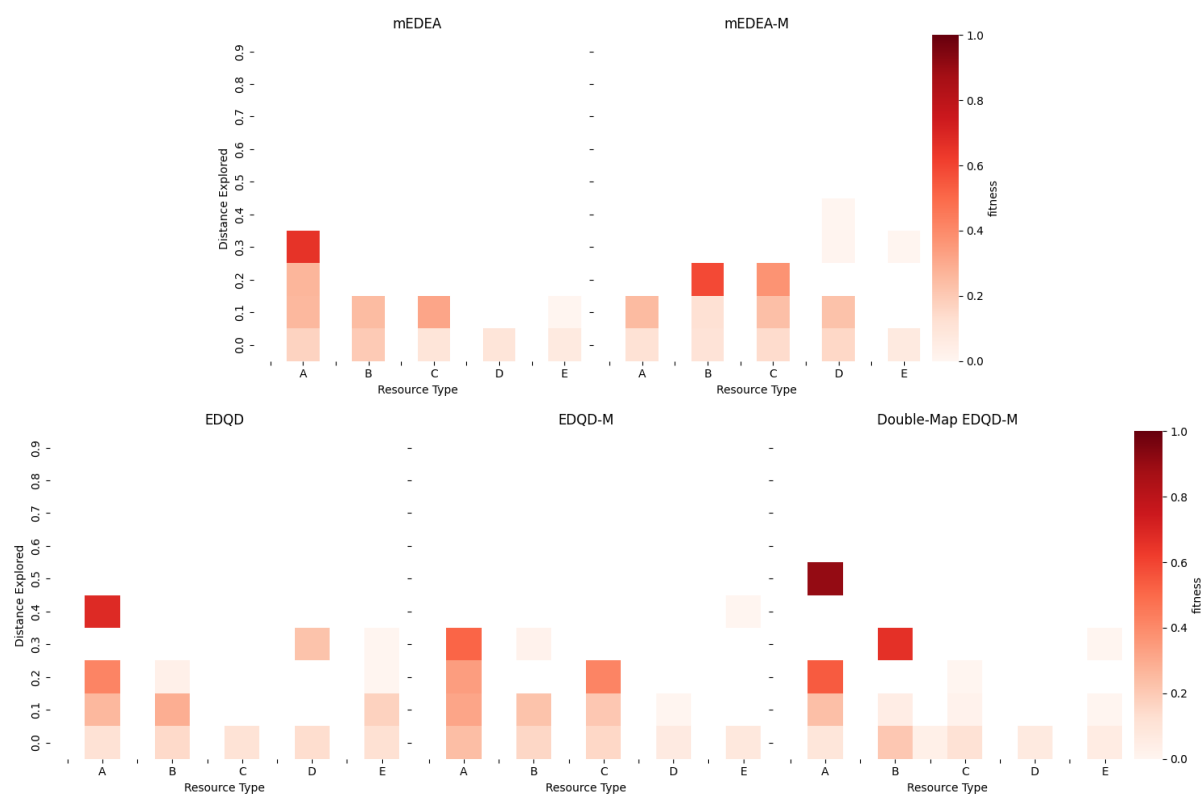 mEDEA
mEDEA-M
0.9
0.8
0.7
0.6
0.5
0.4
0.3
0.2
0.1
0.0
Distance Explored
A B C D E
Resource Type
A B C D E
Resource Type
1.0
0.8
0.6
0.4
0.2
0.0
fitness
EDQD
EDQD-M
Double-Map EDQD-M
0.9
0.8
0.7
0.6
0.5
0.4
0.3
0.2
0.1
0.0
Distance Explored
A B C D E
Resource Type
A B C D E
Resource Type
A B C D E
Resource Type
1.0
0.8
0.6
0.4
0.2
0.0
fitness